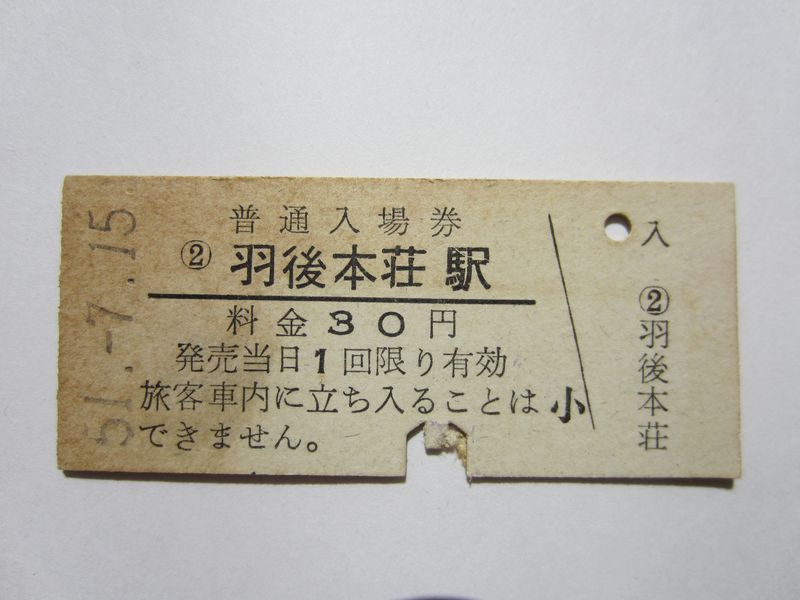 51.-7.15
普通入場券
② 羽後本荘駅
料金30円
発売当日1回限り有効
旅客車内に立ち入ることは
できません。
小
入
②羽後本荘